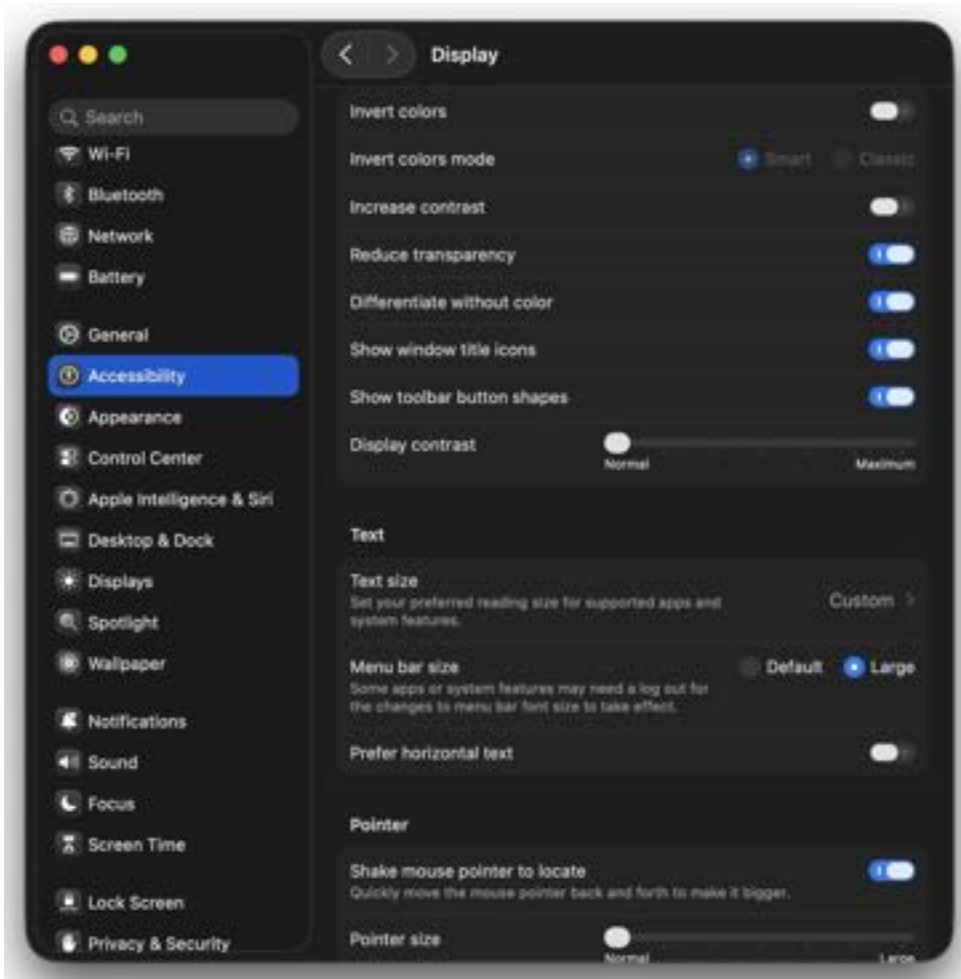 Search
Wi-Fi
Bluetooth
Network
Battery
General
Accessibility
Appearance
Control Center
Apple Intelligence & Siri
Desktop & Dock
Displays
Spotlight
Wallpaper
Notifications
Sound
Focus
Screen Time
Lock Screen
Privacy & Security
Display
Invert colors
Invert colors mode Smart Classic
Increase contrast
Reduce transparency
Differentiate without color
Show window title icons
Show toolbar button shapes
Display contrast
Normal Maximum
Text
Text size
Set your preferred reading size for supported apps and
system features.
Custom
Menu bar size Default Large
Some apps or system features may need a log out for
the changes to menu bar font size to take effect.
Prefer horizontal text
Pointer
Shake mouse pointer to locate
Quickly move the mouse pointer back and forth to make it bigger.
Pointer size
Normal Large